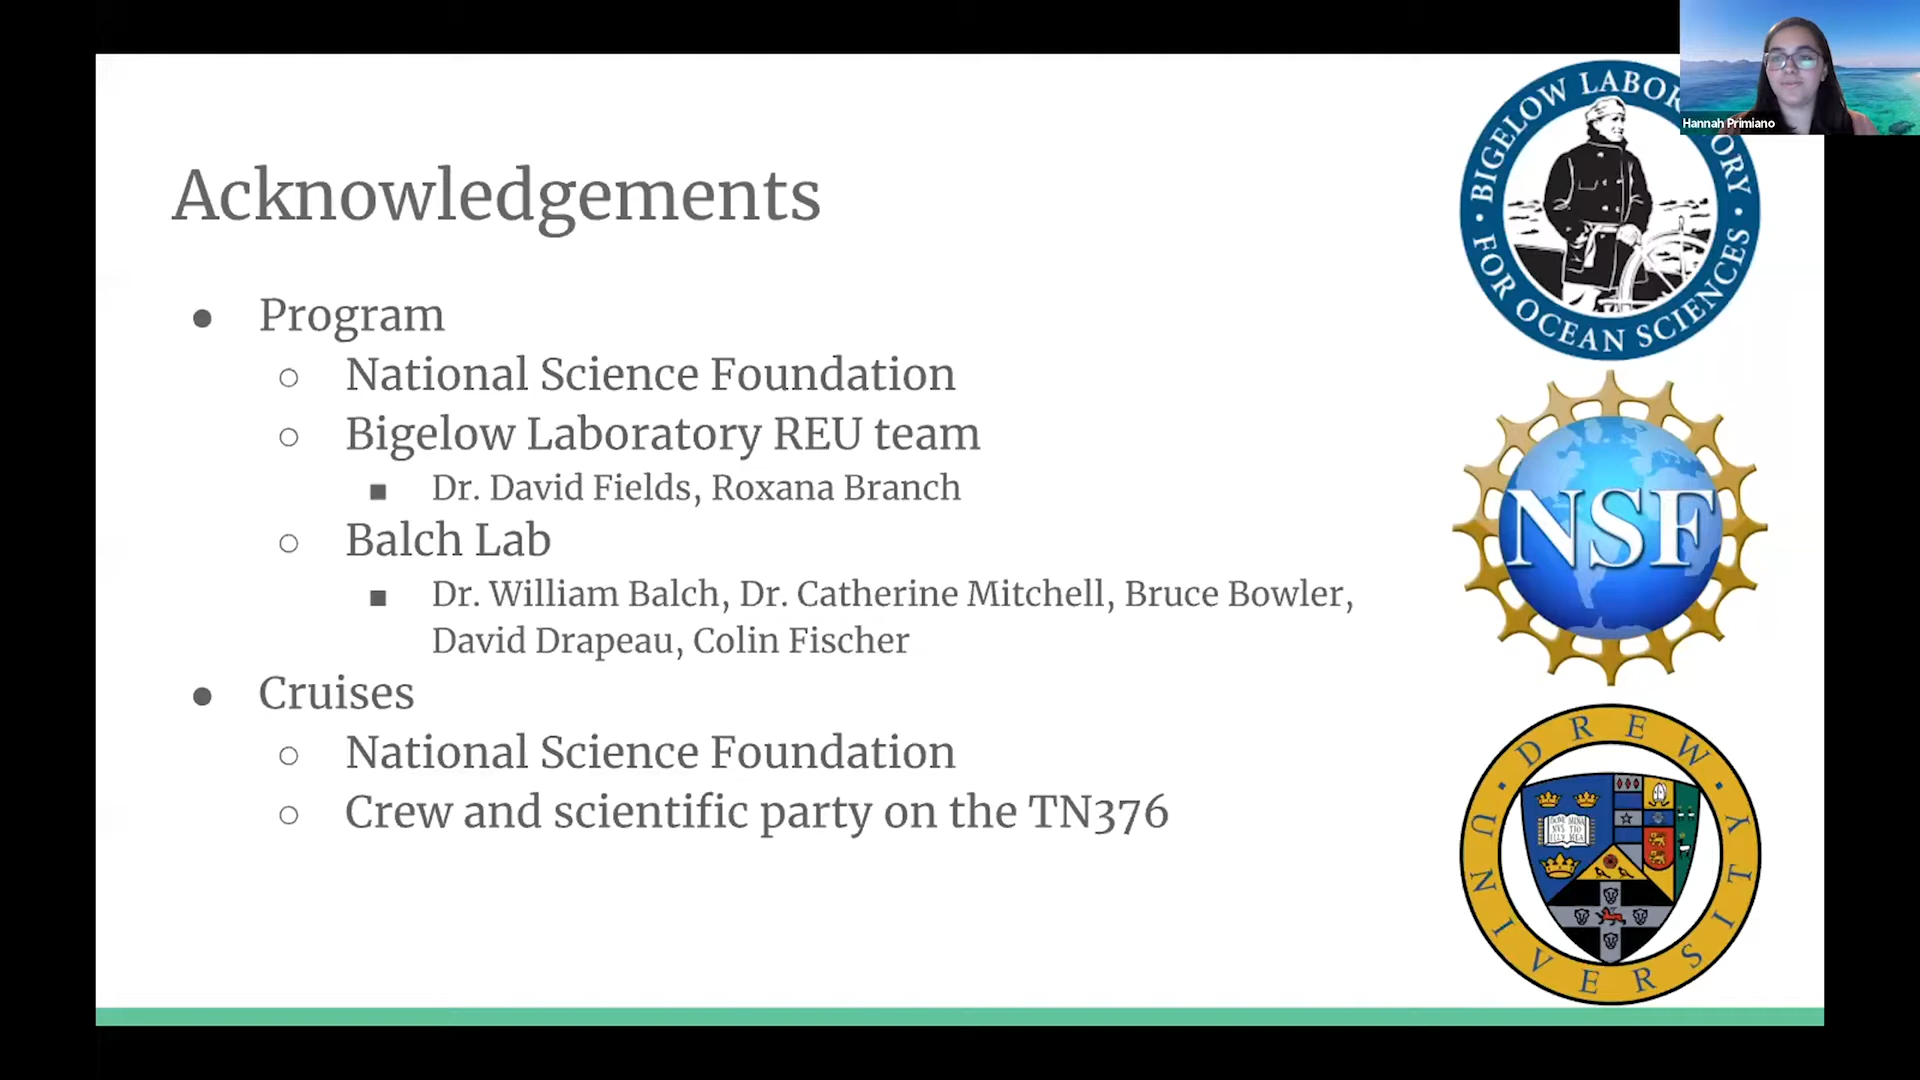 Acknowledgements
● Program
○ National Science Foundation
○ Bigelow Laboratory REU team
■ Dr. David Fields, Roxana Branch
○ Balch Lab
■ Dr. William Balch, Dr. Catherine Mitchell, Bruce Bowler,
David Drapeau, Colin Fischer
● Cruises
○ National Science Foundation
○ Crew and scientific party on the TN376
Hannah Primiano
· BIGELOW LABORATORY ·
FOR OCEAN SCIENCES
NSF
· DREW ·
UNIVERSITY